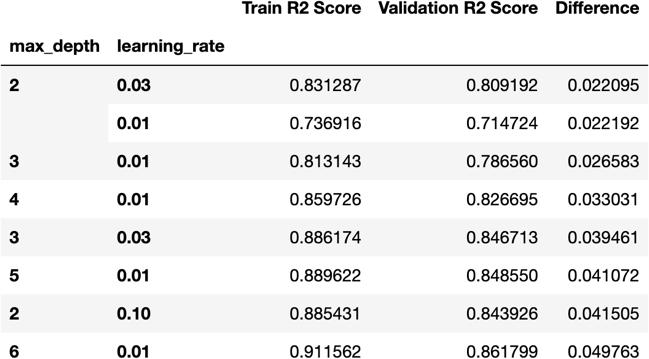 Train R2 Score Validation R2 Score Difference
max_depth learning_rate
2 0.03 0.831287 0.809192 0.022095
0.01 0.736916 0.714724 0.022192
3 0.01 0.813143 0.786560 0.026583
4 0.01 0.859726 0.826695 0.033031
3 0.03 0.886174 0.846713 0.039461
5 0.01 0.889622 0.848550 0.041072
2 0.10 0.885431 0.843926 0.041505
6 0.01 0.911562 0.861799 0.049763